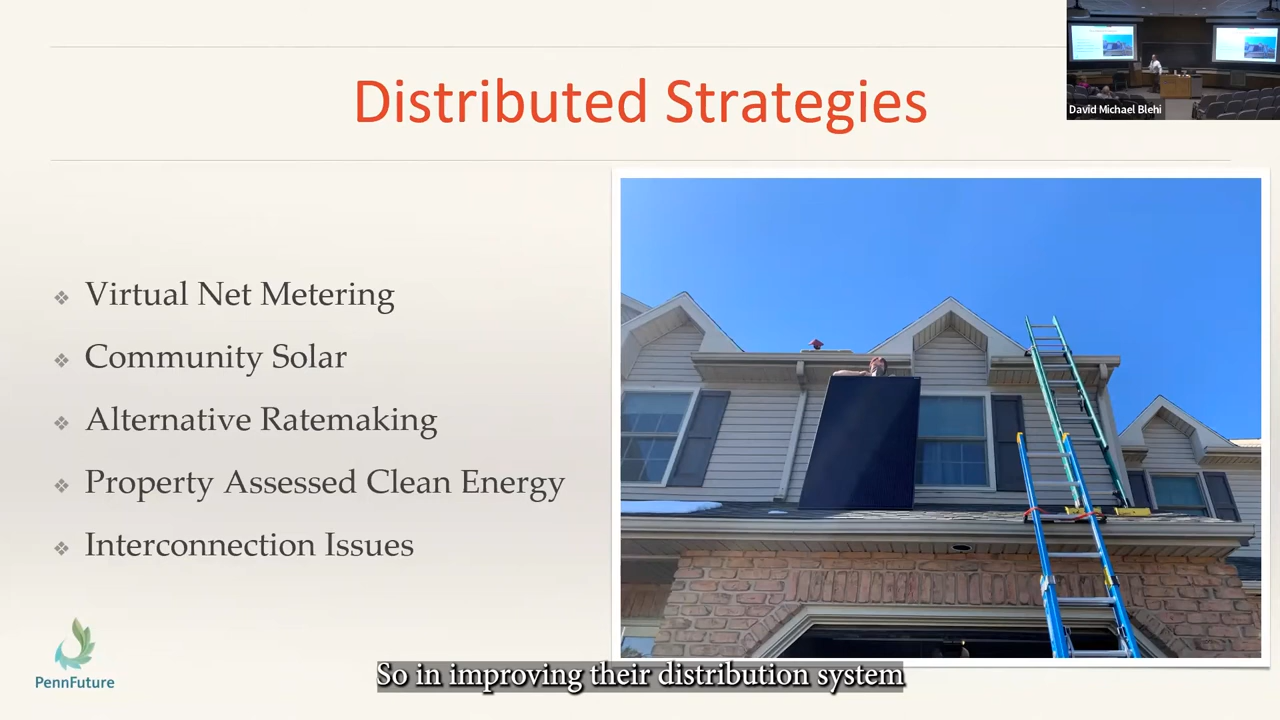 Distributed Strategies
David Michael Blehi
Virtual Net Metering
Community Solar
Alternative Ratemaking
Property Assessed Clean Energy
Interconnection Issues
PennFuture
So in improving their distribution system